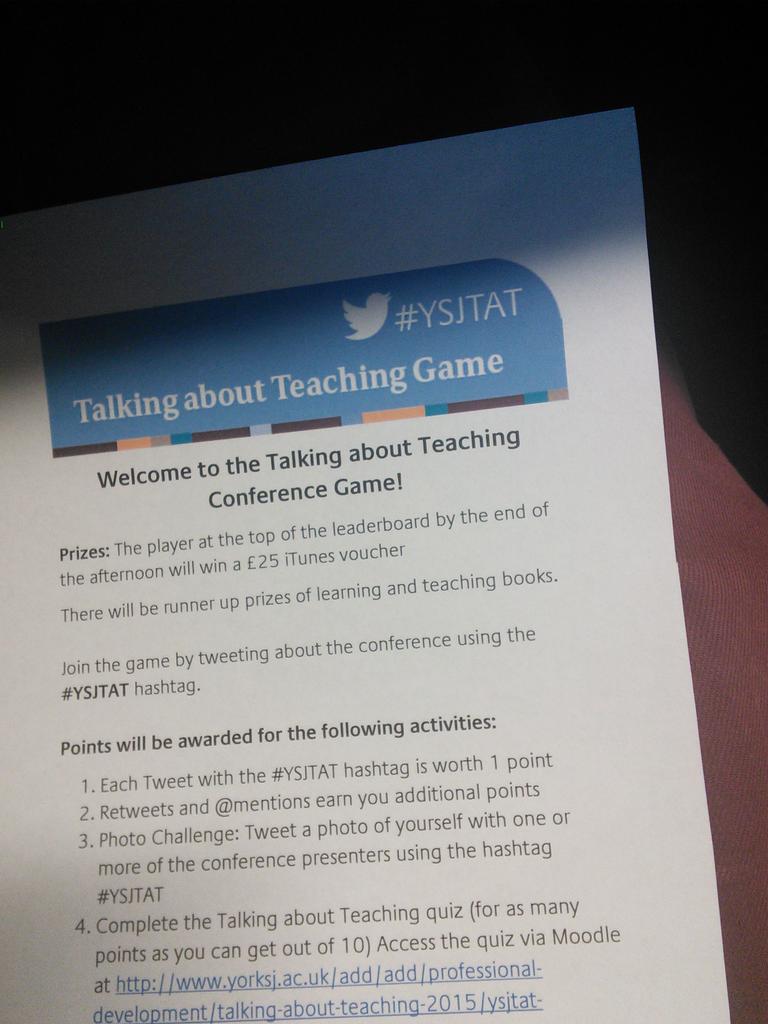 #YSJTAT
Talking about Teaching Game
Welcome to the Talking about Teaching
Conference Game!
Prizes: The player at the top of the leaderboard by the end of
the afternoon will win a £25 iTunes voucher
There will be runner up prizes of learning and teaching books.
Join the game by tweeting about the conference using the
#YSJTAT hashtag.
Points will be awarded for the following activities:
1. Each Tweet with the #YSJTAT hashtag is worth 1 point
2. Retweets and @mentions earn you additional points
3. Photo Challenge: Tweet a photo of yourself with one or
more of the conference presenters using the hashtag
#YSJTAT
4. Complete the Talking about Teaching quiz (for as many
points as you can get out of 10) Access the quiz via Moodle
at http://www.yorksj.ac.uk/add/add/professional-
development/talking-about-teaching-2015/ysjtat-